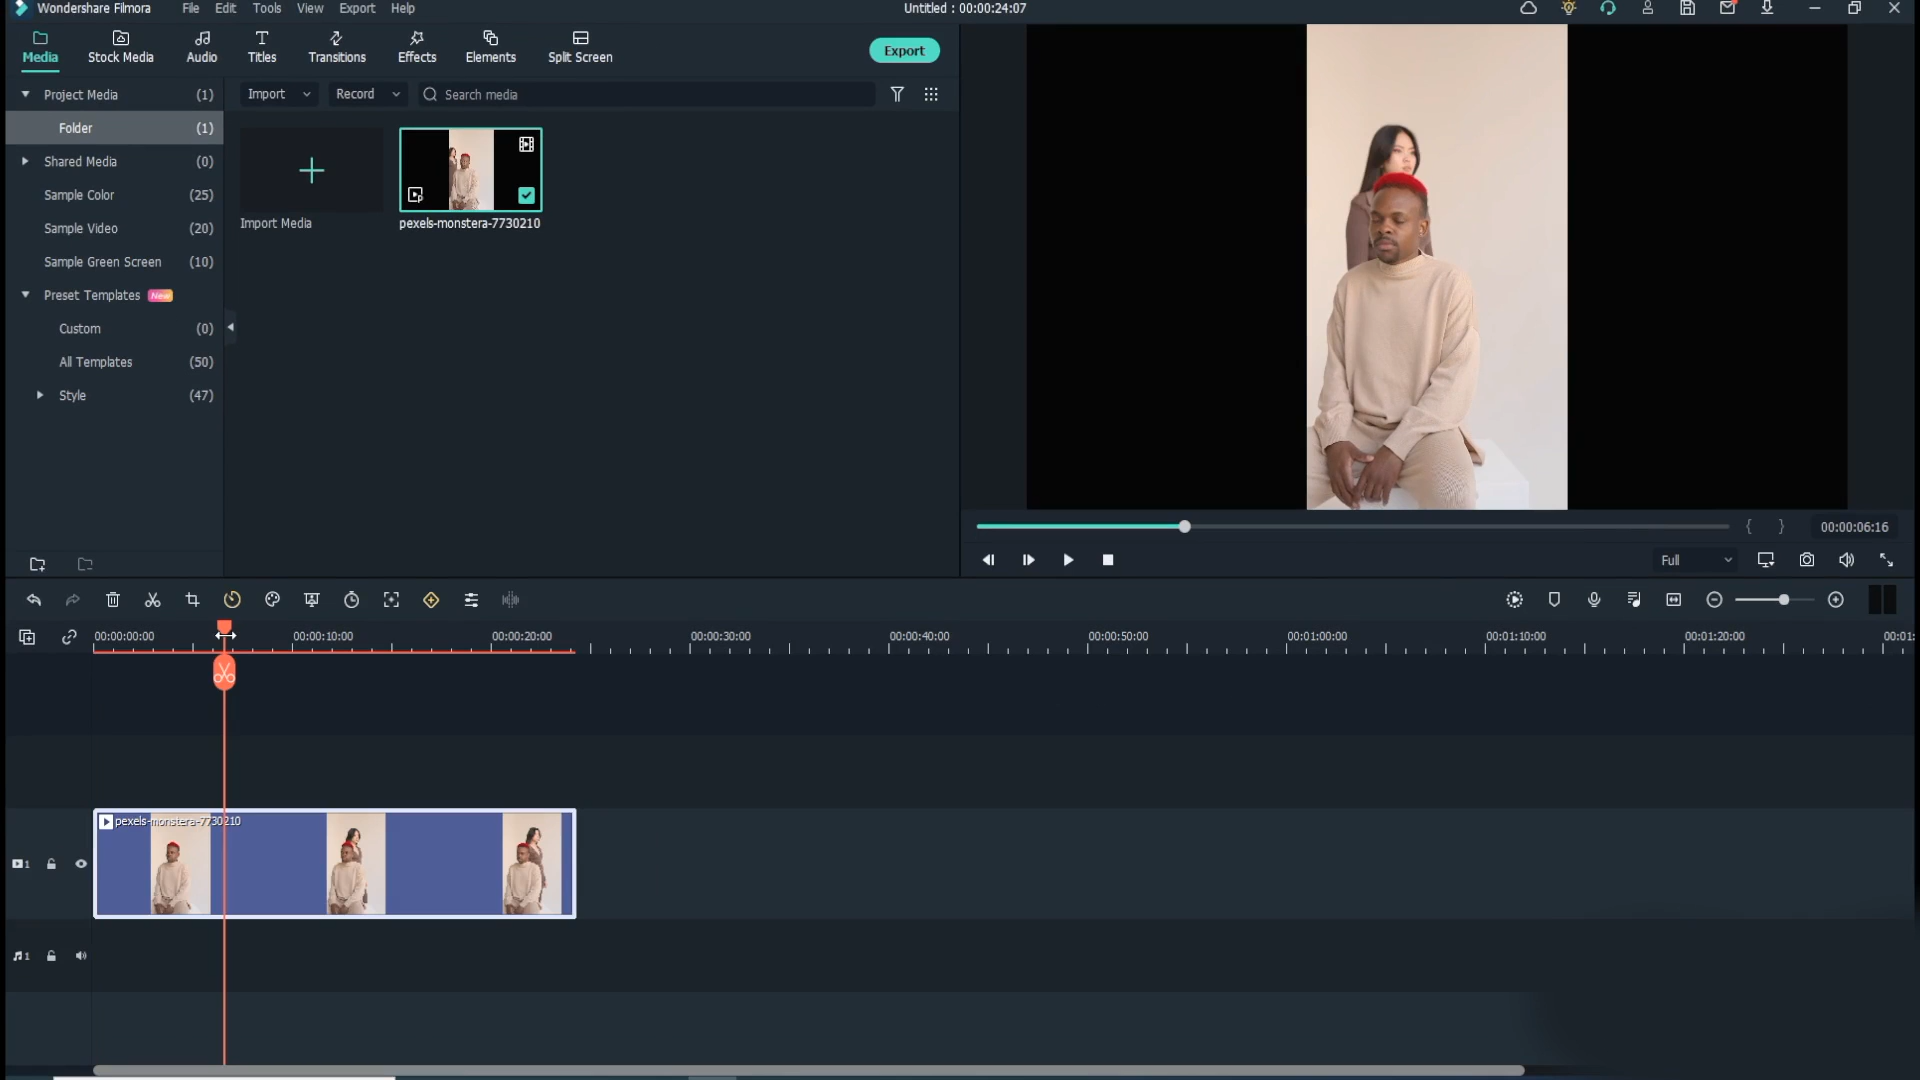 Wondershare Filmora File Edit Tools View Export Help Untitled : 00:00:24:07
Media Stock Media Audio Titles Transitions Effects Elements Split Screen Export
Project Media (1)
Folder (1)
Shared Media (0)
Sample Color (25)
Sample Video (20)
Sample Green Screen (10)
Preset Templates New
Custom (0)
All Templates (50)
Style (47)
Import Record Search media
Import Media pexels-monstera-7730210
{ } 00:00:06:16
Full
00:00:00:00 00:00:10:00 00:00:20:00 00:00:30:00 00:00:40:00 00:00:50:00 00:01:00:00 00:01:10:00 00:01:20:00 00:01:
pexels-monstera-7730210
1
1